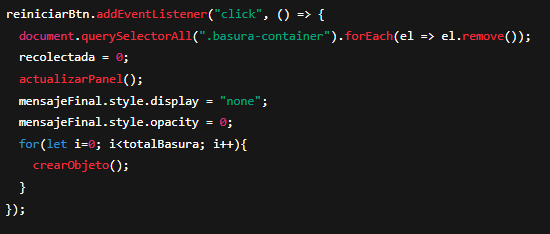 reiniciarBtn.addEventListener("click", () => {
  document.querySelectorAll(".basura-container").forEach(el => el.remove());
  recolectada = 0;
  actualizarPanel();
  mensajeFinal.style.display = "none";
  mensajeFinal.style.opacity = 0;
  for(let i=0; i<totalBasura; i++){
    crearObjeto();
  }
});